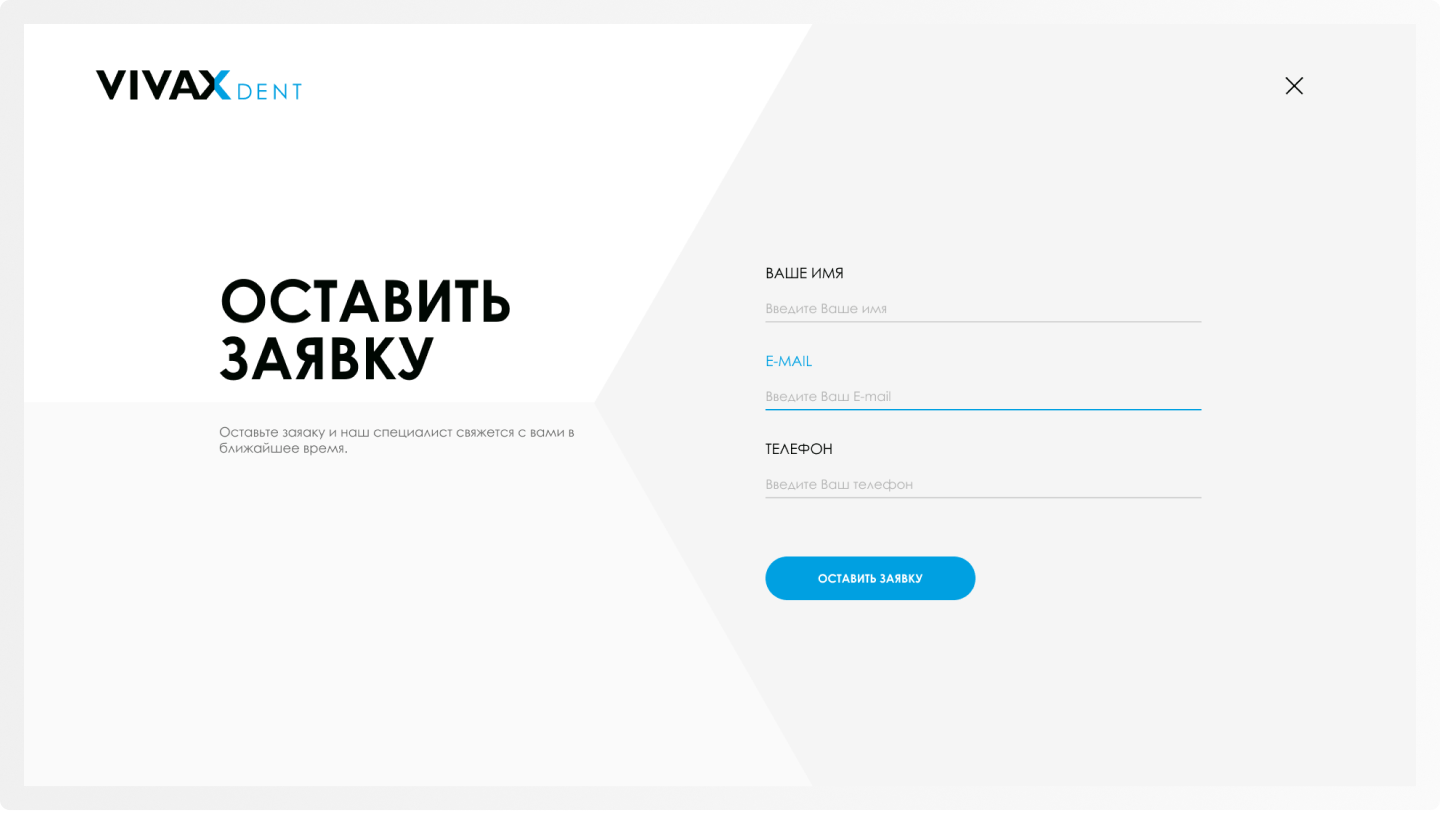 VIVAX DENT
ОСТАВИТЬ
ЗАЯВКУ
Оставьте заяаку и наш специалист свяжется с вами в
ближайшее время.
ВАШЕ ИМЯ
Введите Ваше имя
E-MAIL
Введите Ваш E-mail
ТЕЛЕФОН
Введите Ваш телефон
ОСТАВИТЬ ЗАЯВКУ